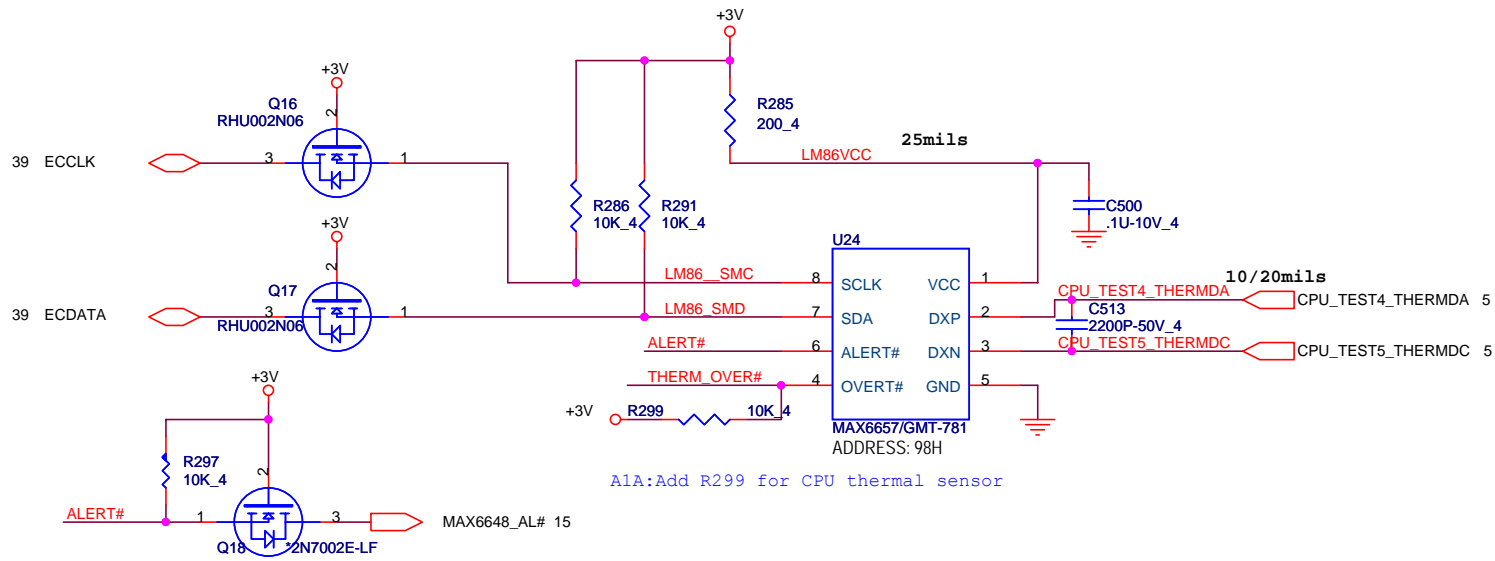 +3V
+3V
Q16
RHU002N06
2
R285
200_4
25mils
39 ECCLK
3
1
LM86VCC
R286
10K_4
R291
10K_4
C500
.1U-10V_4
+3V
U24
2
Q17
LM86__SMC
8 SCLK
VCC 1
10/20mils
CPU_TEST4_THERMDA
CPU_TEST4_THERMDA 5
39 ECDATA
3
RHU002N06
1
LM86_SMD
7 SDA
DXP 2
C513
2200P-50V_4
ALERT#
6 ALERT#
DXN 3
CPU_TEST5_THERMDC
CPU_TEST5_THERMDC 5
THERM_OVER#
4 OVERT#
GND 5
+3V
+3V
R299
10K_4
MAX6657/GMT-781
ADDRESS: 98H
R297
10K_4
2
A1A:Add R299 for CPU thermal sensor
ALERT#
1
3
MAX6648_AL# 15
Q18
*2N7002E-LF